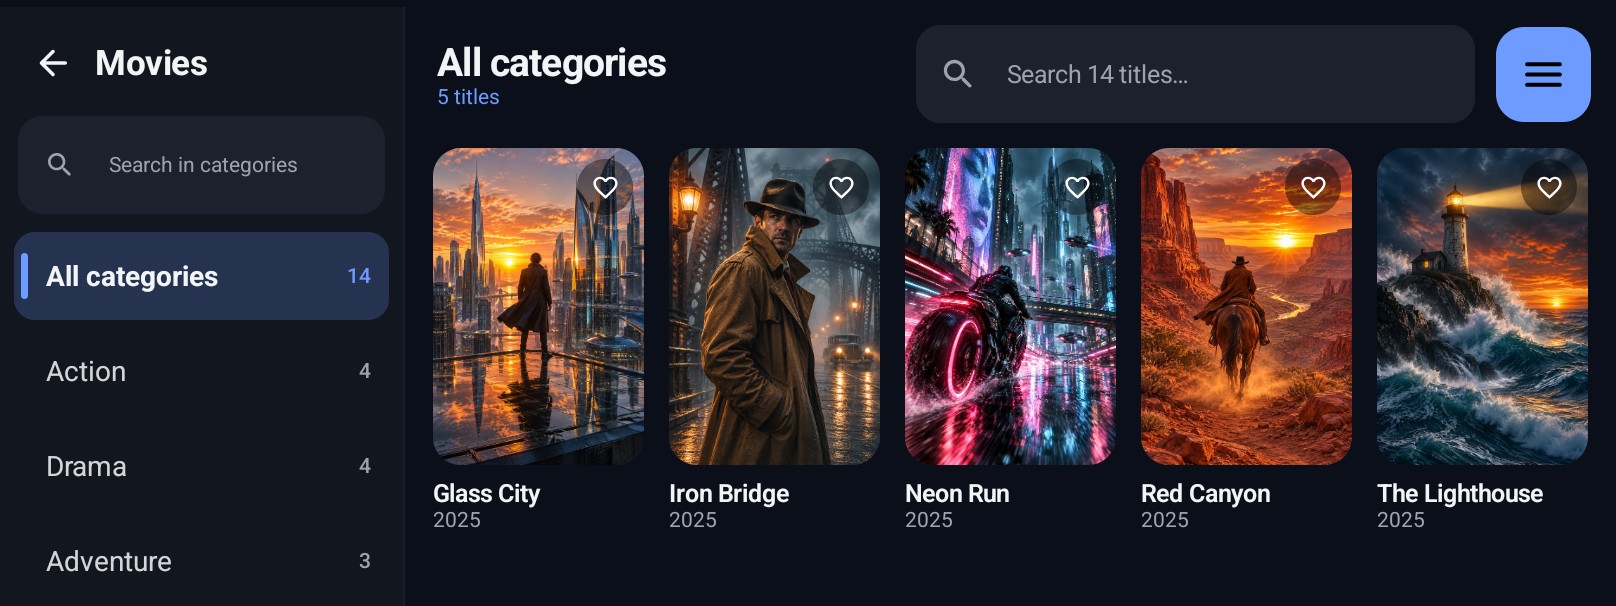 Movies
Search in categories
All categories 14
Action 4
Drama 4
Adventure 3
All categories
5 titles
Search 14 titles...
Glass City
2025
Iron Bridge
2025
Neon Run
2025
Red Canyon
2025
The Lighthouse
2025